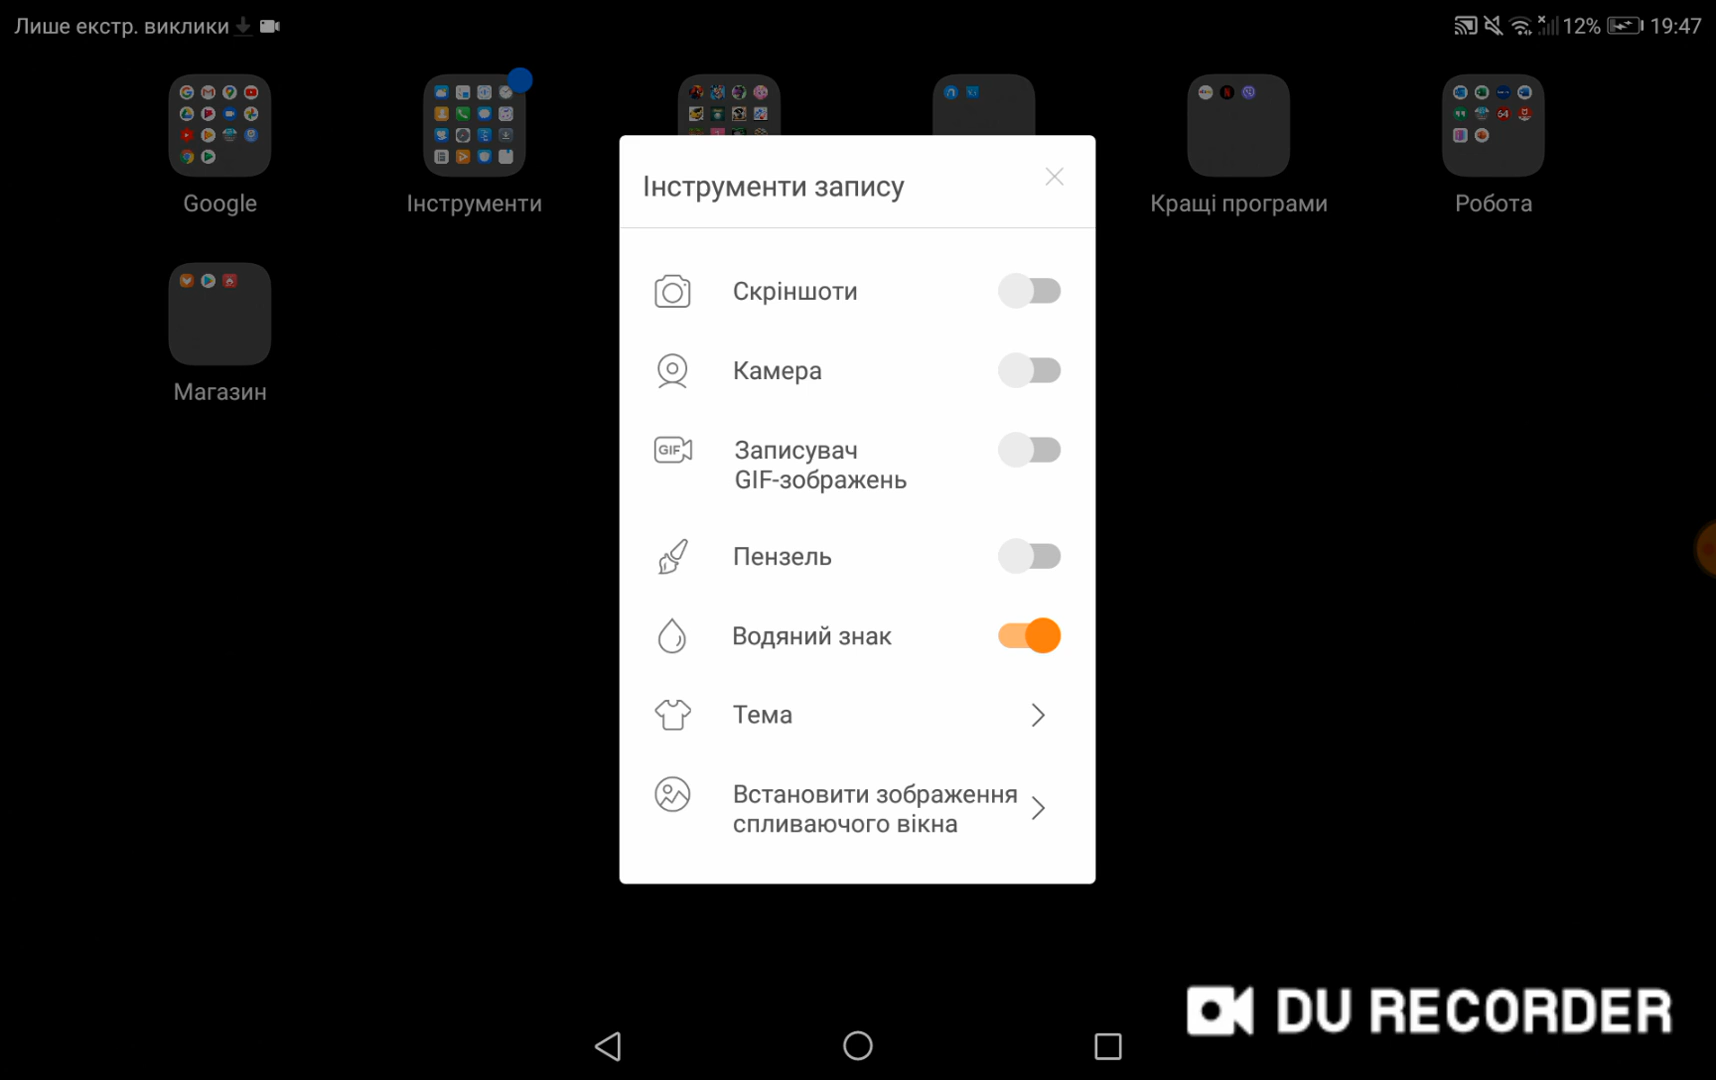 Лише екстр. виклики
12% 19:47
Google
Інструменти
Кращі програми
Робота
Магазин
Інструменти запису
Скріншоти
Камера
GIF
Записувач
GIF-зображень
Пензель
Водяний знак
Тема
Встановити зображення
спливаючого вікна
DU RECORDER